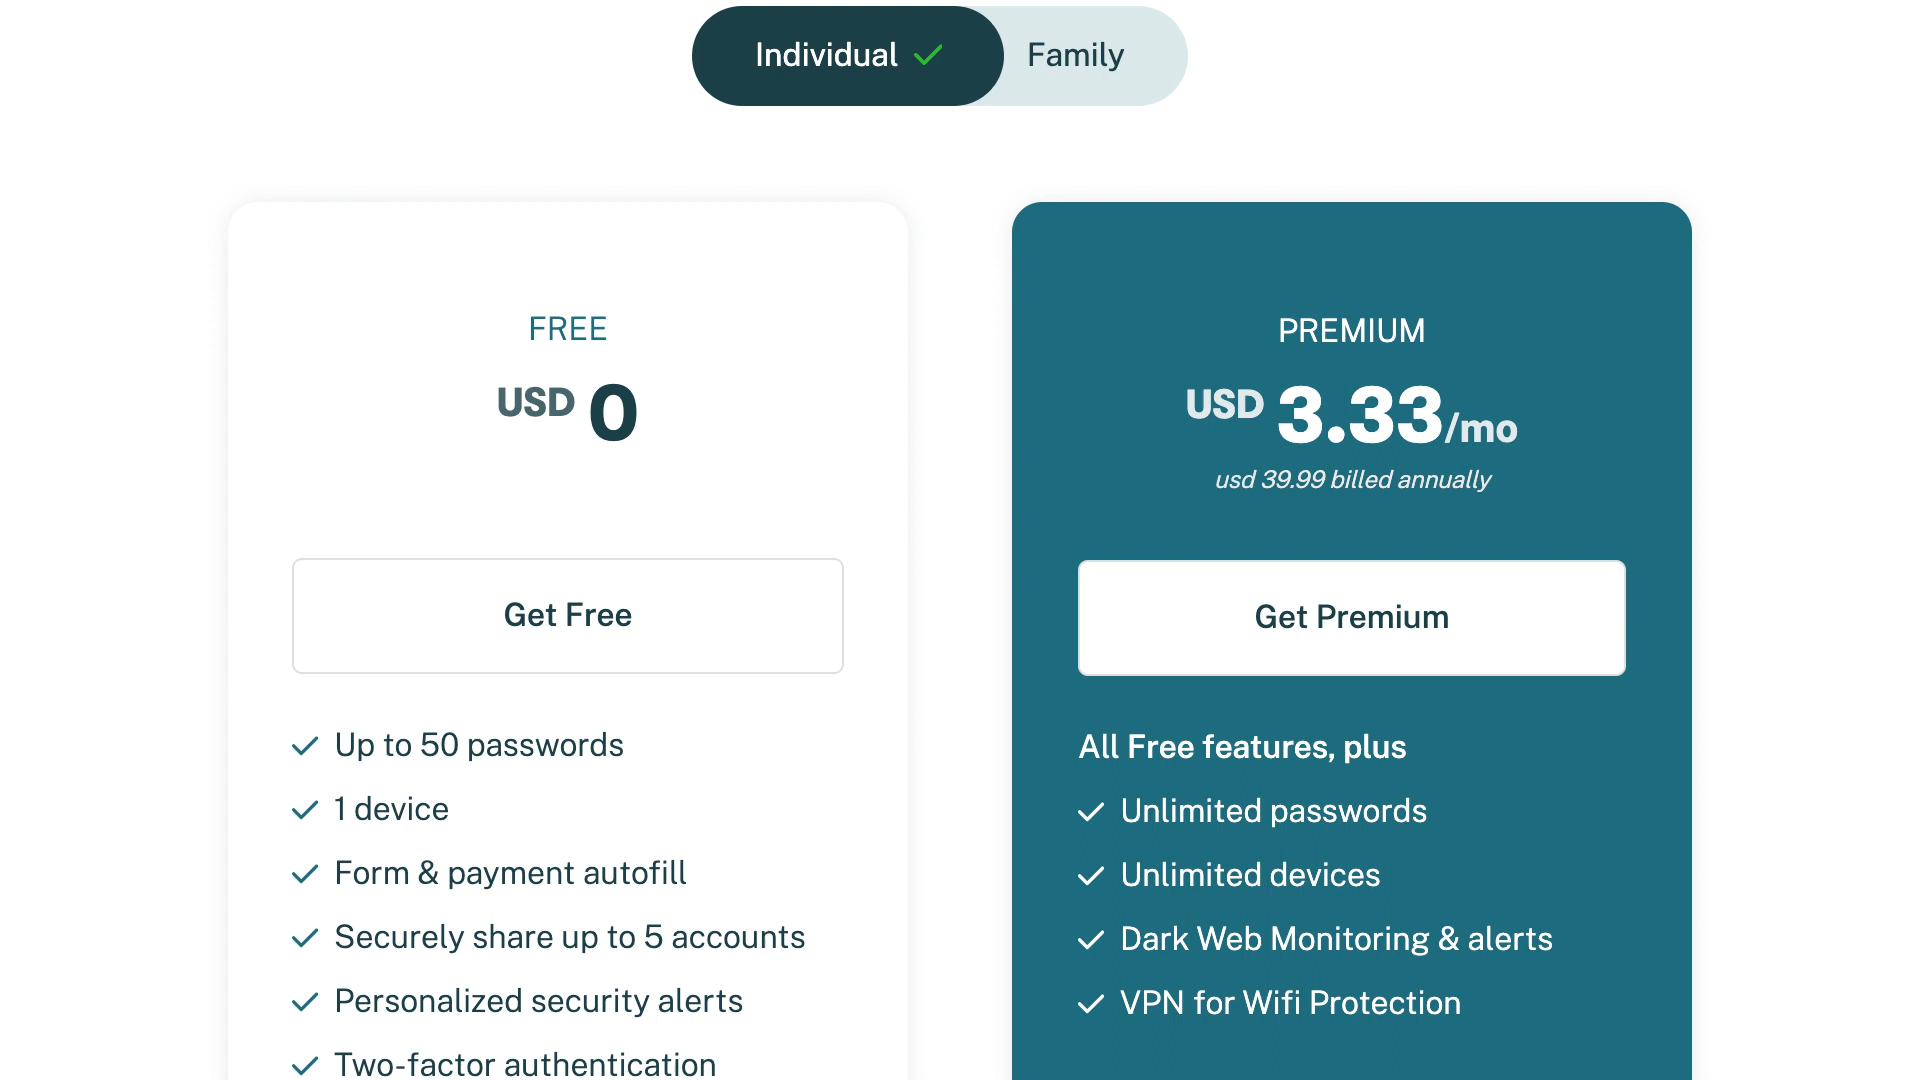 Individual
Family
FREE
USD 0
Get Free
Up to 50 passwords
1 device
Form & payment autofill
Securely share up to 5 accounts
Personalized security alerts
Two-factor authentication
PREMIUM
USD 3.33/mo
usd 39.99 billed annually
Get Premium
All Free features, plus
Unlimited passwords
Unlimited devices
Dark Web Monitoring & alerts
VPN for Wifi Protection